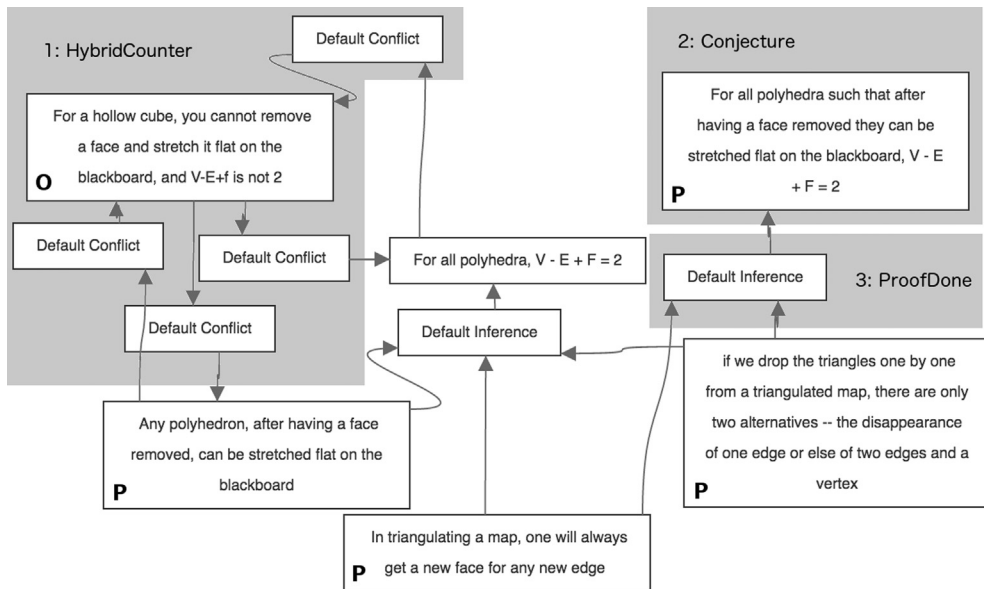 1: HybridCounter
Default Conflict
2: Conjecture
For a hollow cube, you cannot remove
a face and stretch it flat on the
blackboard, and V-E+f is not 2
O
For all polyhedra such that after
having a face removed they can be
stretched flat on the blackboard, V - E
+ F = 2
P
Default Conflict
Default Conflict
For all polyhedra, V - E + F = 2
Default Inference
3: ProofDone
Default Conflict
Default Inference
Any polyhedron, after having a face
removed, can be stretched flat on the
blackboard
P
if we drop the triangles one by one
from a triangulated map, there are only
two alternatives -- the disappearance
of one edge or else of two edges and a
vertex
P
In triangulating a map, one will always
get a new face for any new edge
P